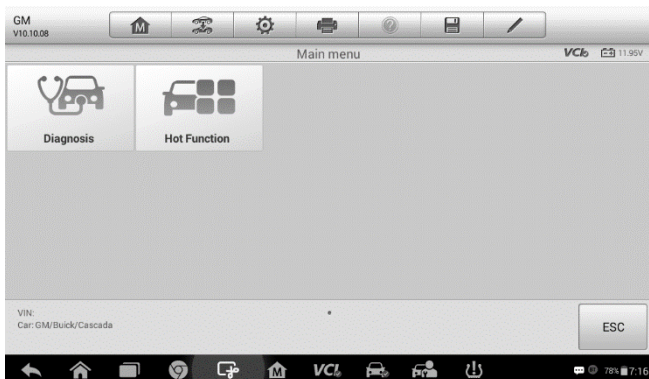 GM
V10.10.08
M
Main menu
VCI 11.95V
Diagnosis
Hot Function
VIN:
Car: GM/Buick/Cascada
ESC
M
VCI
78% 7:16